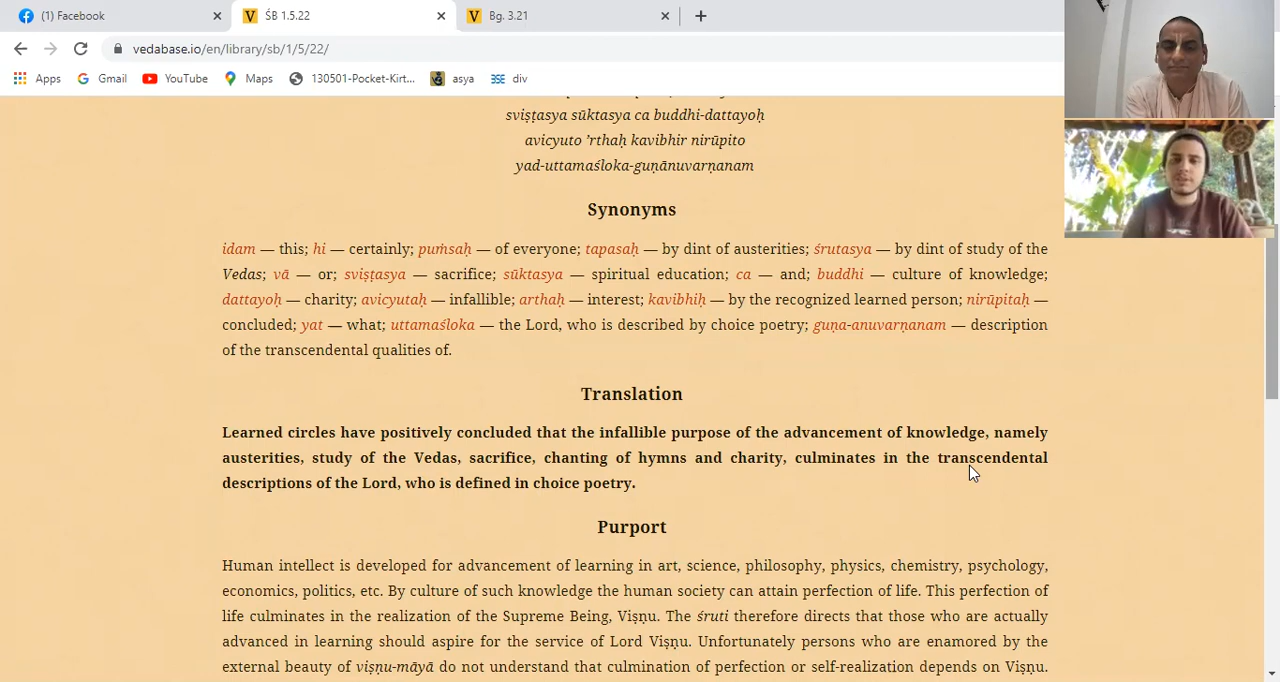 (1) Facebook
ŚB 1.5.22
Bg. 3.21
vedabase.io/en/library/sb/1/5/22/
Apps Gmail YouTube Maps 130501-Pocket-Kirt... asya div
sviṣṭasya sūktasya ca buddhi-dattayoḥ
avicyuto ’rthaḥ kavibhir nirūpito
yad-uttamaśloka-guṇānuvarṇanam
Synonyms
idam — this; hi — certainly; puṁsaḥ — of everyone; tapasaḥ — by dint of austerities; śrutasya — by dint of study of the
Vedas; vā — or; sviṣṭasya — sacrifice; sūktasya — spiritual education; ca — and; buddhi — culture of knowledge;
dattayoḥ — charity; avicyutaḥ — infallible; arthaḥ — interest; kavibhiḥ — by the recognized learned person; nirūpitaḥ —
concluded; yat — what; uttamaśloka — the Lord, who is described by choice poetry; guṇa-anuvarṇanam — description
of the transcendental qualities of.
Translation
Learned circles have positively concluded that the infallible purpose of the advancement of knowledge, namely
austerities, study of the Vedas, sacrifice, chanting of hymns and charity, culminates in the transcendental
descriptions of the Lord, who is defined in choice poetry.
Purport
Human intellect is developed for advancement of learning in art, science, philosophy, physics, chemistry, psychology,
economics, politics, etc. By culture of such knowledge the human society can attain perfection of life. This perfection of
life culminates in the realization of the Supreme Being, Viṣṇu. The śruti therefore directs that those who are actually
advanced in learning should aspire for the service of Lord Viṣṇu. Unfortunately persons who are enamored by the
external beauty of viṣṇu-māyā do not understand that culmination of perfection or self-realization depends on Viṣṇu.